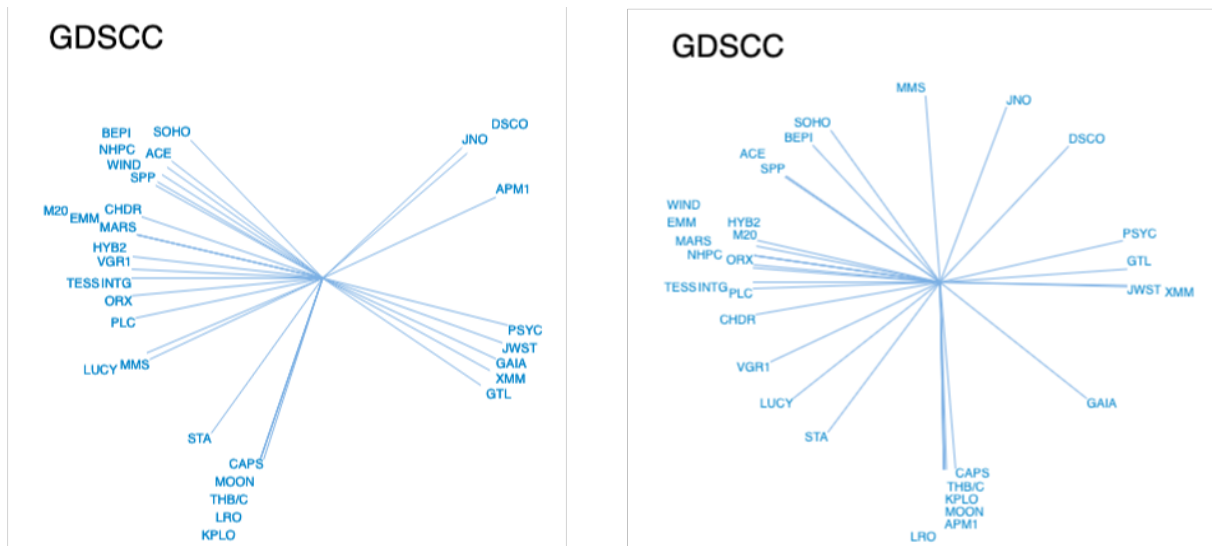 GDSCC
BEPI SOHO
DSCO
JNO
NHPC ACE
WIND
SPP
APM1
M20 EMM CHDR
MARS
HYB2
VGR1
TESS INTG
ORX
PLC
PSYC
JWST
LUCY MMS
GAIA
XMM
GTL
STA
CAPS
MOON
THB/C
LRO
KPLO
GDSCC
MMS
JNO
SOHO
BEPI
DSCO
ACE
SPP
WIND
EMM HYB2
M20
MARS
PSYC
NHPC ORX
GTL
TESS INTG PLC
JWST XMM
CHDR
VGR1
LUCY
GAIA
STA
CAPS
THB/C
KPLO
MOON
APM1
LRO